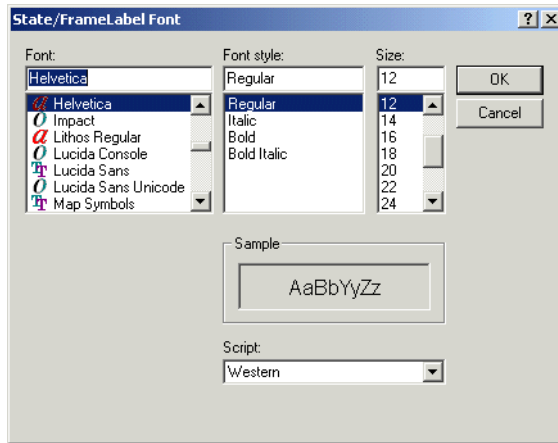 State/FrameLabel Font
Font:
Helvetica
Helvetica
Impact
Lithos Regular
Lucida Console
Lucida Sans
Lucida Sans Unicode
Map Symbols
Font style:
Regular
Regular
Italic
Bold
Bold Italic
Size:
12
12
14
16
18
20
22
24
OK
Cancel
Sample
AaBbYyZz
Script:
Western